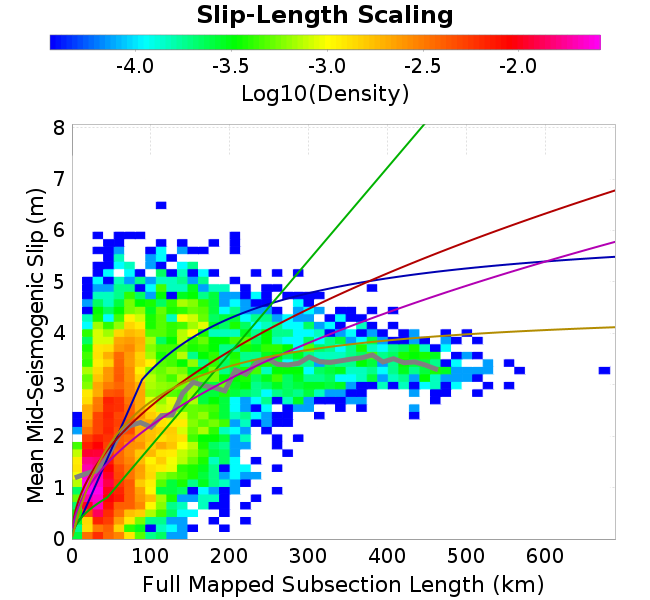 Slip-Length Scaling
-4.0 -3.5 -3.0 -2.5 -2.0
Log10(Density)
8
7
6
5
4
3
2
1
0
Mean Mid-Seismogenic Slip (m)
0 100 200 300 400 500 600
Full Mapped Subsection Length (km)